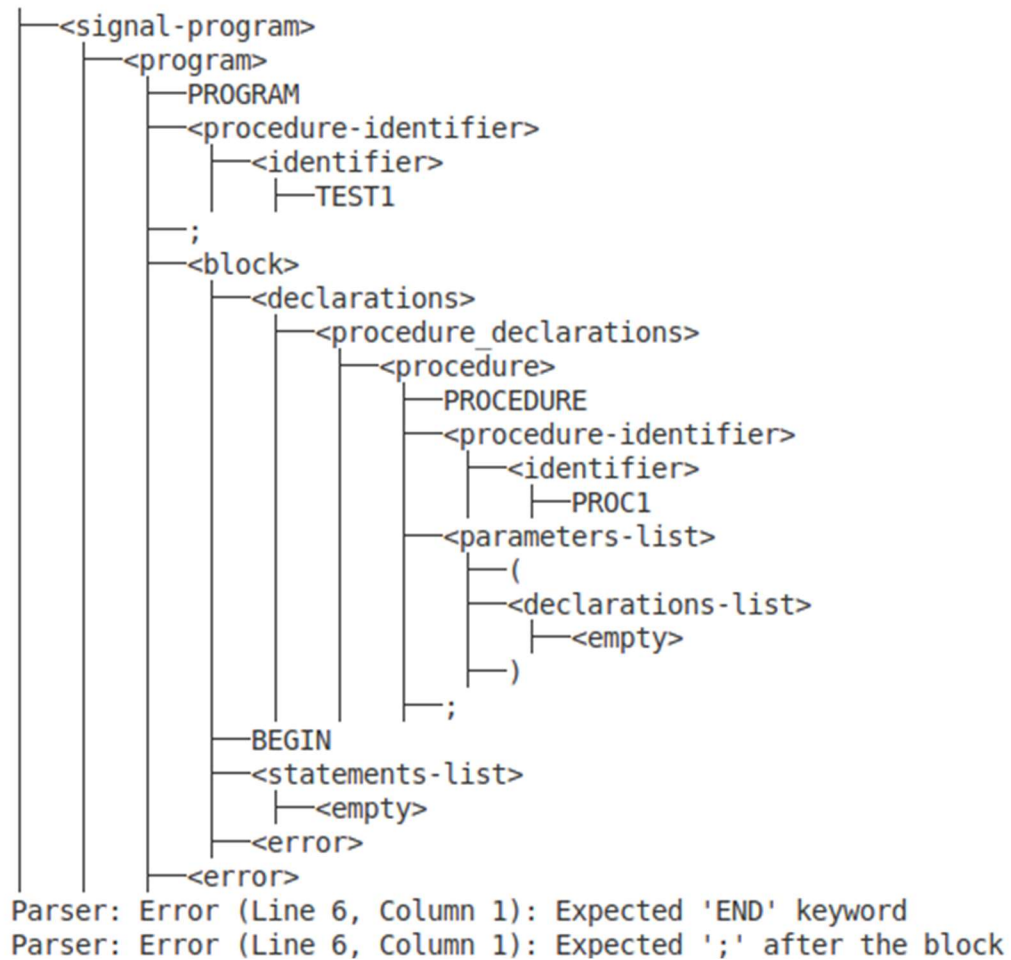 <signal-program>
<program>
PROGRAM
<procedure-identifier>
<identifier>
TEST1
;
<block>
<declarations>
<procedure_declarations>
<procedure>
PROCEDURE
<procedure-identifier>
<identifier>
PROC1
<parameters-list>
(
<declarations-list>
<empty>
)
;
BEGIN
<statements-list>
<empty>
<error>
<error>
Parser: Error (Line 6, Column 1): Expected 'END' keyword
Parser: Error (Line 6, Column 1): Expected ';' after the block